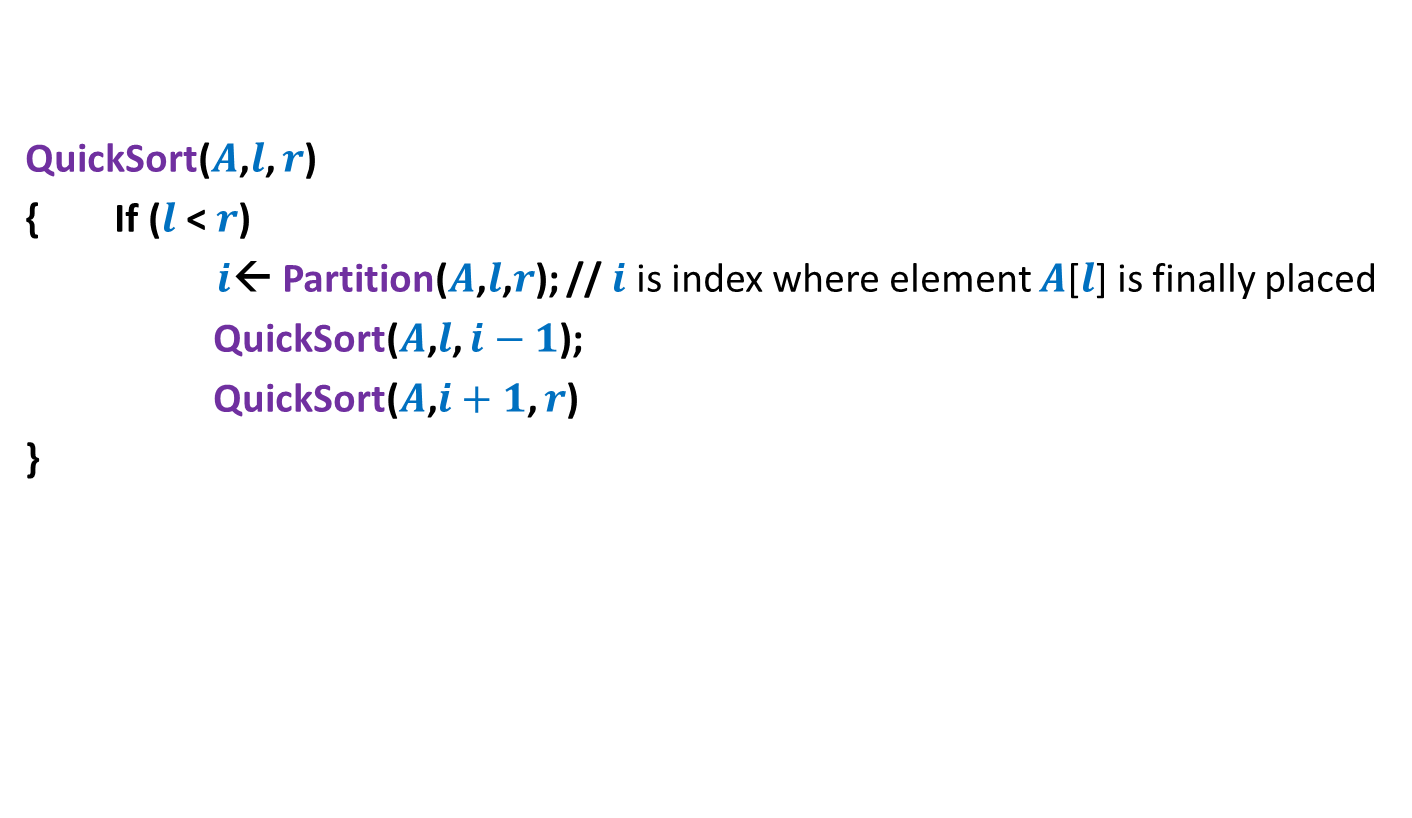 QuickSort(A,l, r)
{ If (l < r)
i← Partition(A,l,r); // i is index where element A[l] is finally placed
QuickSort(A,l, i − 1);
QuickSort(A,i + 1, r)
}